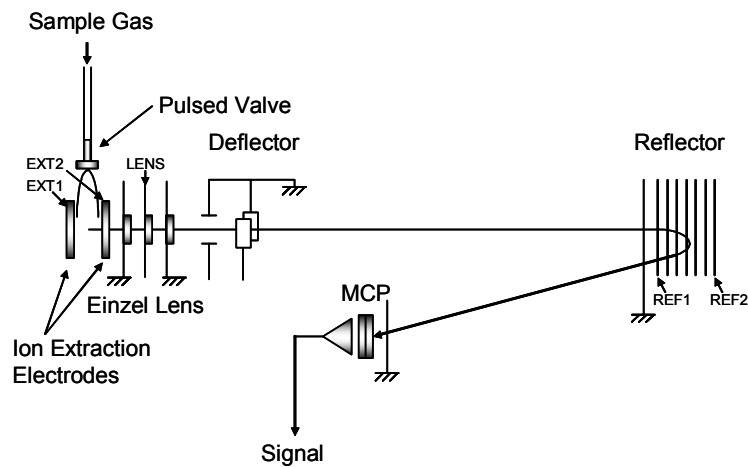 Sample Gas
Pulsed Valve
Deflector
Reflector
EXT2
LENS
EXT1
REF1
REF2
Einzel Lens
MCP
Ion Extraction
Electrodes
Signal